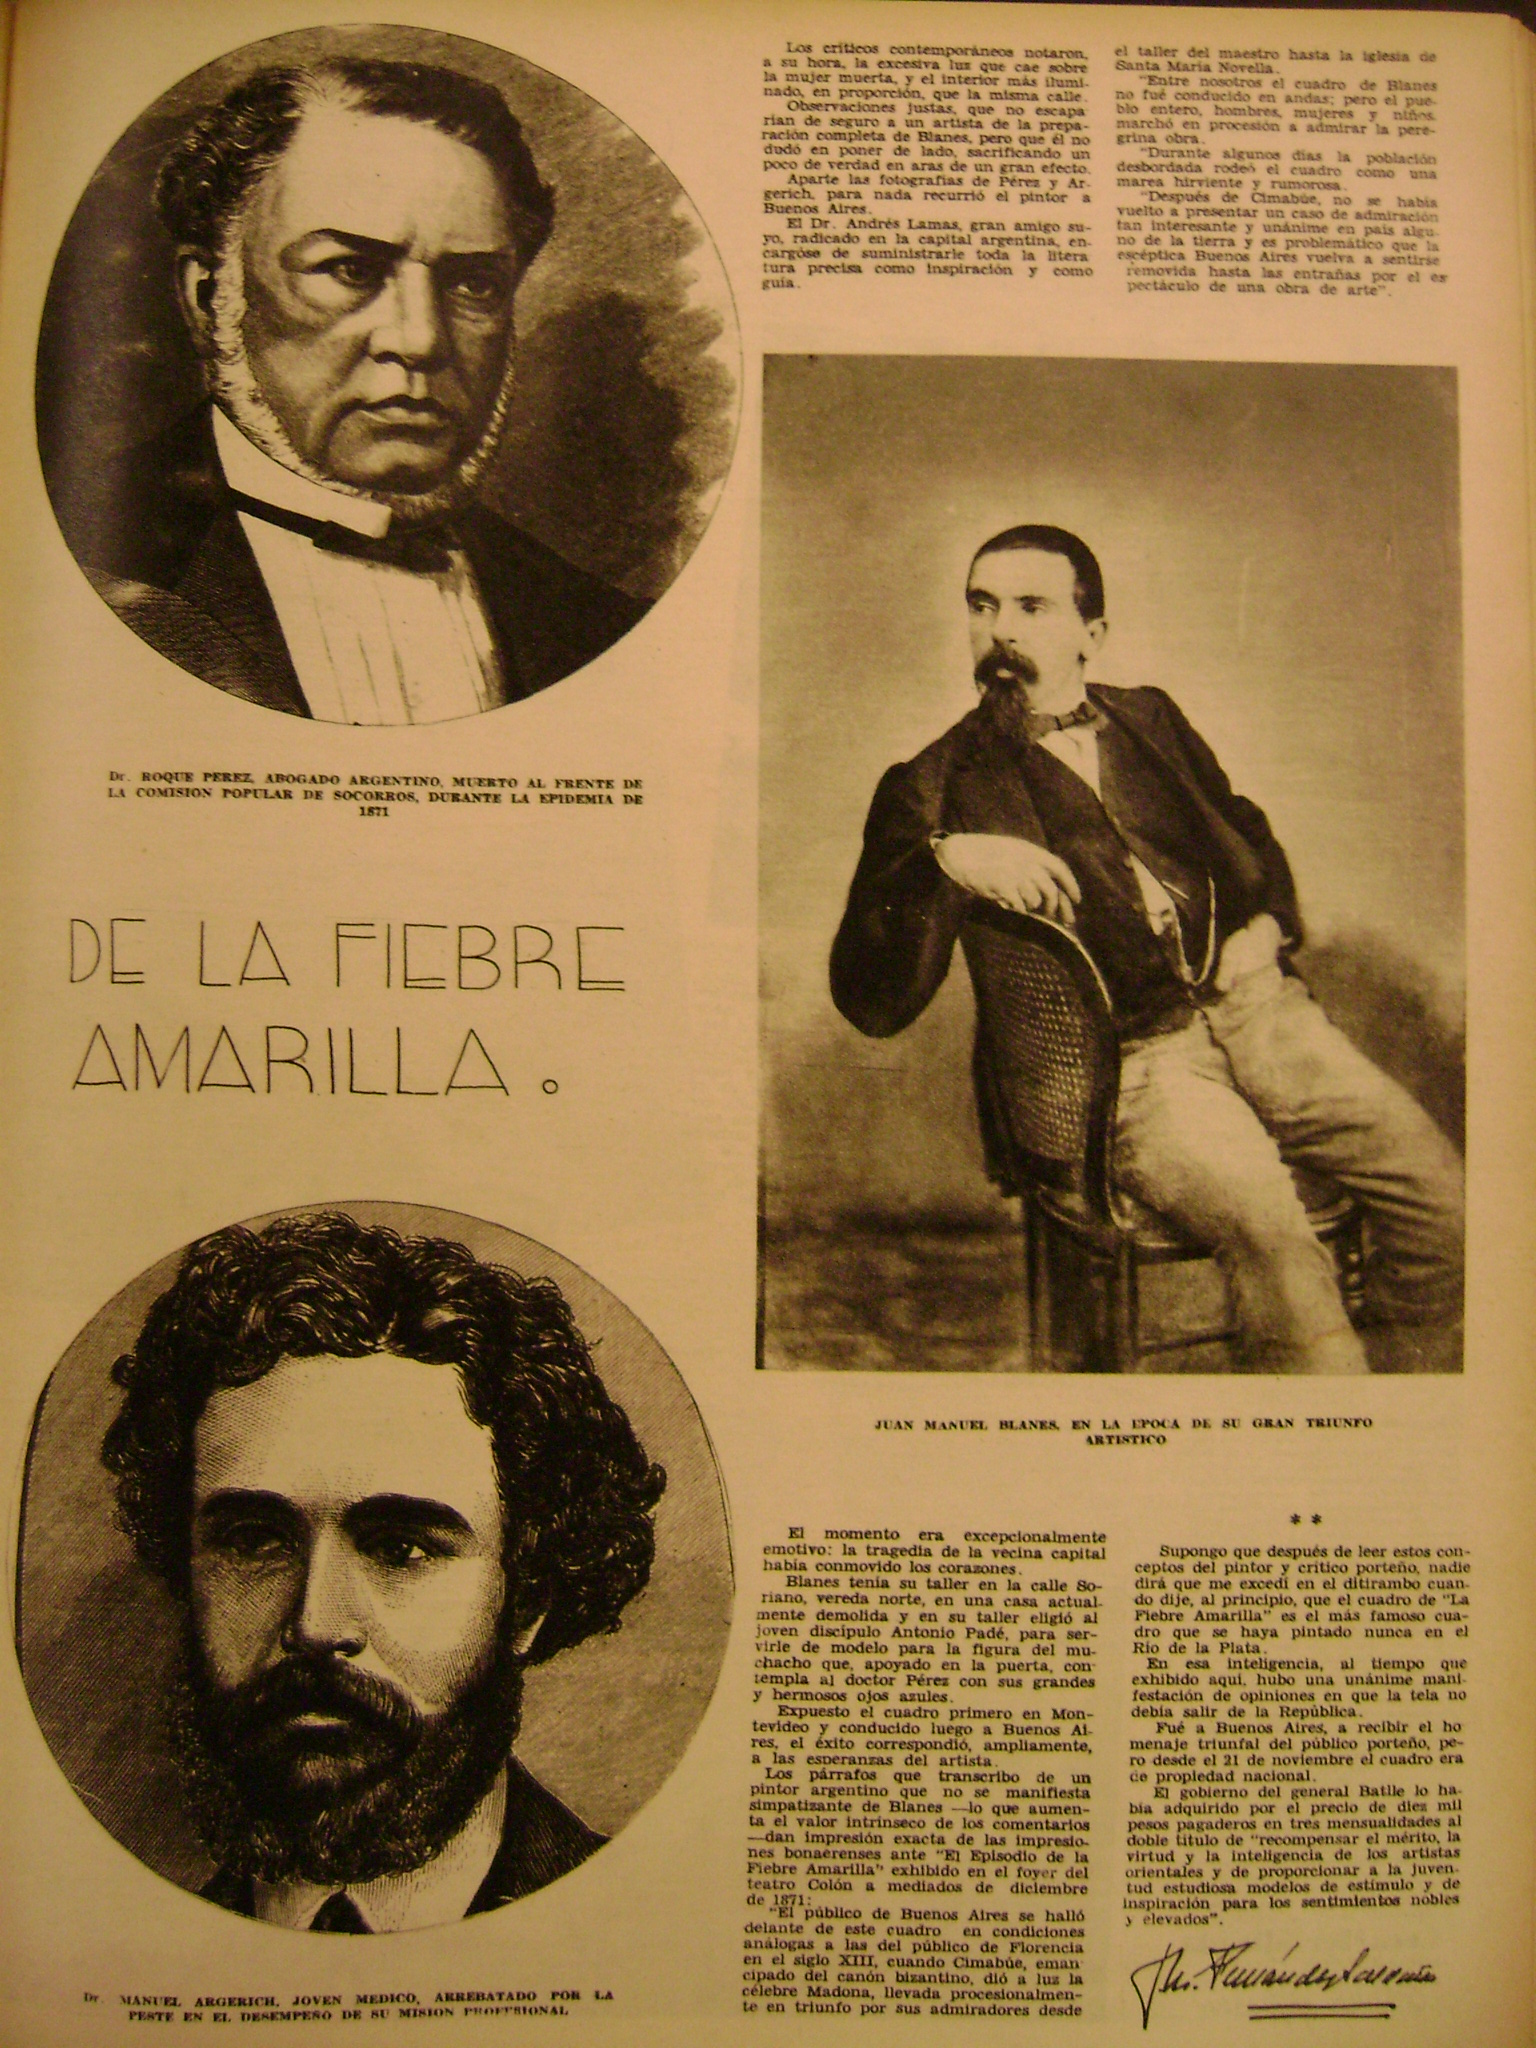 Los críticos contemporáneos notaron,
a su hora, la excesiva luz que cae sobre
la mujer muerta, y el interior más ilumi-
nado, en proporción, que la misma calle.
Observaciones justas, que no escapa
rían de seguro a un artista de la prepa-
ración completa de Blanes, pero que él no
dudó en poner de lado, sacrificando un
poco de verdad en aras de un gran efecto.
Aparte las fotografías de Pérez y Ar-
gerich, para nada recurrió el pintor a
Buenos Aires.
El Dr. Andrés Lamas, gran amigo su-
yo, radicado en la capital argentina, en-
cargóse de suministrarle toda la litera
tura precisa como inspiración y como
guía.
el taller del maestro hasta la iglesia de
Santa María Novella.
"Entre nosotros el cuadro de Blanes
no fué conducido en andas; pero el pue-
blo entero, hombres, mujeres y niños,
marchó en procesión a admirar la pere-
grina obra.
"Durante algunos días la población
desbordada rodeó el cuadro como una
marea hirviente y rumorosa.
"Después de Cimabúe, no se había
vuelto a presentar un caso de admiración
tan interesante y unánime en país algu-
no de la tierra y es problemático que la
escéptica Buenos Aires vuelva a sentirse
removida hasta las entrañas por el es
pectáculo de una obra de arte".
Dr. ROQUE PEREZ, ABOGADO ARGENTINO, MUERTO AL FRENTE DE
LA COMISION POPULAR DE SOCORROS, DURANTE LA EPIDEMIA DE
1871
DE LA FIEBRE
AMARILLA.
JUAN MANUEL BLANES, EN LA EPOCA DE SU GRAN TRIUNFO
ARTISTICO
Dr. MANUEL ARGERICH, JOVEN MEDICO, ARREBATADO POR LA
PESTE EN EL DESEMPEÑO DE SU MISION PROFESIONAL
El momento era excepcionalmente
emotivo: la tragedia de la vecina capital
había conmovido los corazones.
Blanes tenía su taller en la calle So-
riano, vereda norte, en una casa actual-
mente demolida y en su taller eligió al
joven discípulo Antonio Padé, para ser-
virle de modelo para la figura del mu-
chacho que, apoyado en la puerta, con-
templa al doctor Pérez con sus grandes
y hermosos ojos azules.
Expuesto el cuadro primero en Mon-
tevideo y conducido luego a Buenos Ai-
res, el éxito correspondió, ampliamente,
a las esperanzas del artista.
Los párrafos que transcribo de un
pintor argentino que no se manifiesta
simpatizante de Blanes —lo que aumen-
ta el valor intrínseco de los comentarios
—dan impresión exacta de las impresio-
nes bonaerenses ante "El Episodio de la
Fiebre Amarilla" exhibido en el foyer del
teatro Colón a mediados de diciembre
de 1871:
"El público de Buenos Aires se halló
delante de este cuadro en condiciones
análogas a las del público de Florencia
en el siglo XIII, cuando Cimabúe, eman
cipado del canón bizantino, dió a luz la
célebre Madona, llevada procesionalmen-
te en triunfo por sus admiradores desde
* *
Supongo que después de leer estos con-
ceptos del pintor y crítico porteño, nadie
dirá que me excedí en el ditirambo cuan-
do dije, al principio, que el cuadro de "La
Fiebre Amarilla" es el más famoso cua-
dro que se haya pintado nunca en el
Río de la Plata.
En esa inteligencia, al tiempo que
exhibido aquí, hubo una unánime mani-
festación de opiniones en que la tela no
debía salir de la República.
Fué a Buenos Aires, a recibir el ho
menaje triunfal del público porteño, pe-
ro desde el 21 de noviembre el cuadro era
de propiedad nacional.
El gobierno del general Batlle lo ha-
bía adquirido por el precio de diez mil
pesos pagaderos en tres mensualidades al
doble título de "recompensar el mérito, la
virtud y la inteligencia de los artistas
orientales y de proporcionar a la juven-
tud estudiosa modelos de estímulo y de
inspiración para los sentimientos nobles
y elevados".